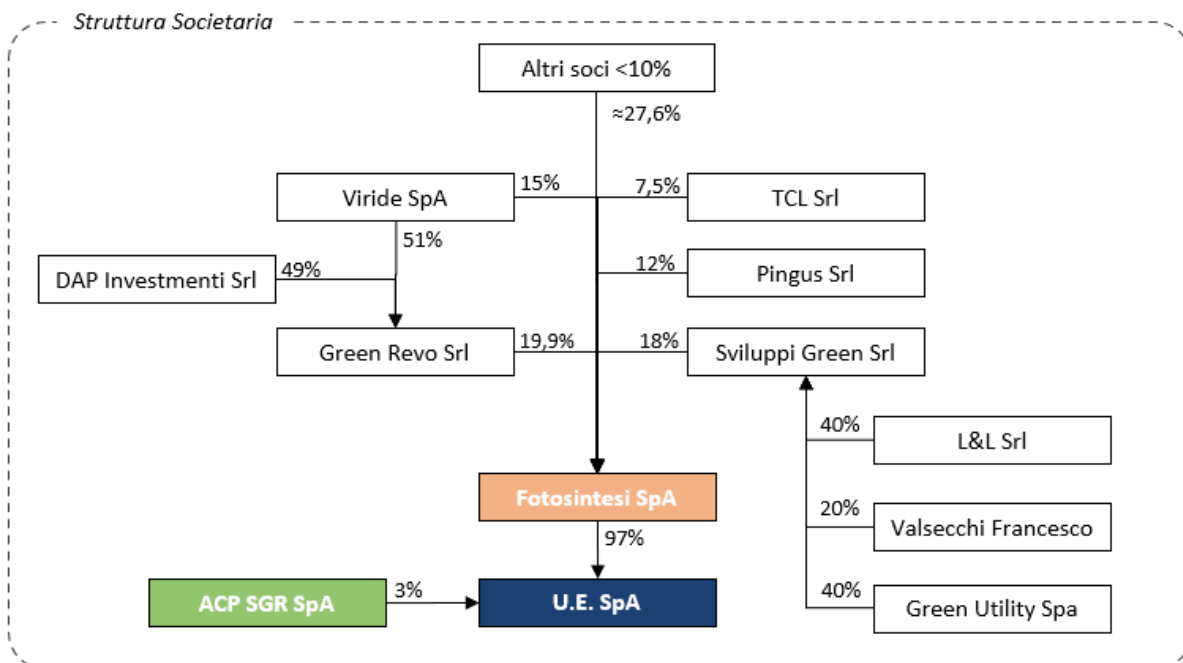 Struttura Societaria
Altri soci <10%
≈27,6%
Viride SpA
15%
7,5%
TCL Srl
51%
DAP Investmenti Srl
49%
12%
Pingus Srl
Green Revo Srl
19,9%
18%
Sviluppi Green Srl
40%
L&L Srl
Fotosintesi SpA
20%
Valsecchi Francesco
97%
ACP SGR SpA
3%
U.E. SpA
40%
Green Utility Spa